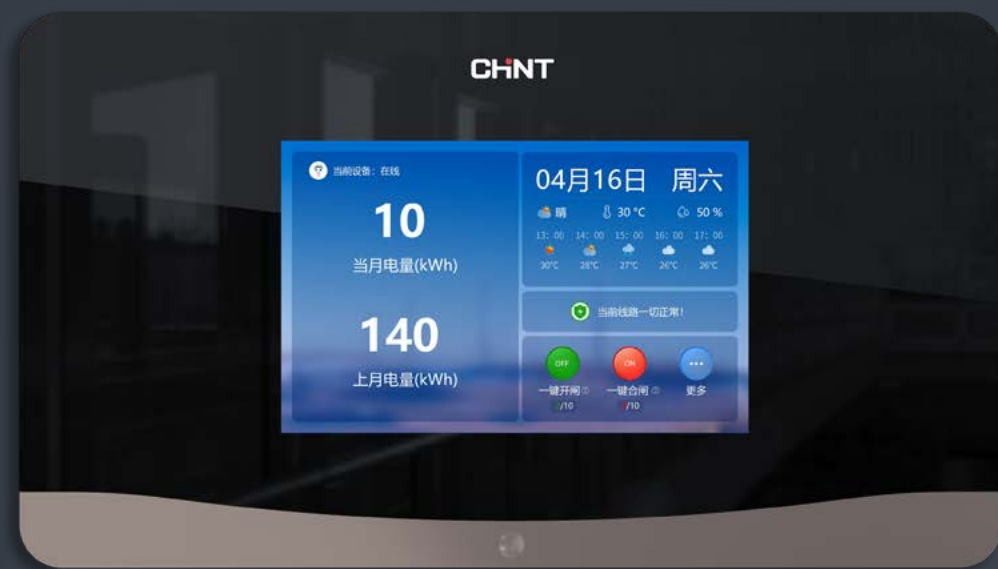 CHNT
当前设备：在线
10
当月电量(kWh)
140
上月电量(kWh)
04月16日 周六
晴 30℃ 50%
13：00 14：00 15：00 16：00 17：00
30℃ 28℃ 27℃ 26℃ 26℃
当前线路一切正常！
OFF ON
一键开闸 一键合闸 更多
/10 /10